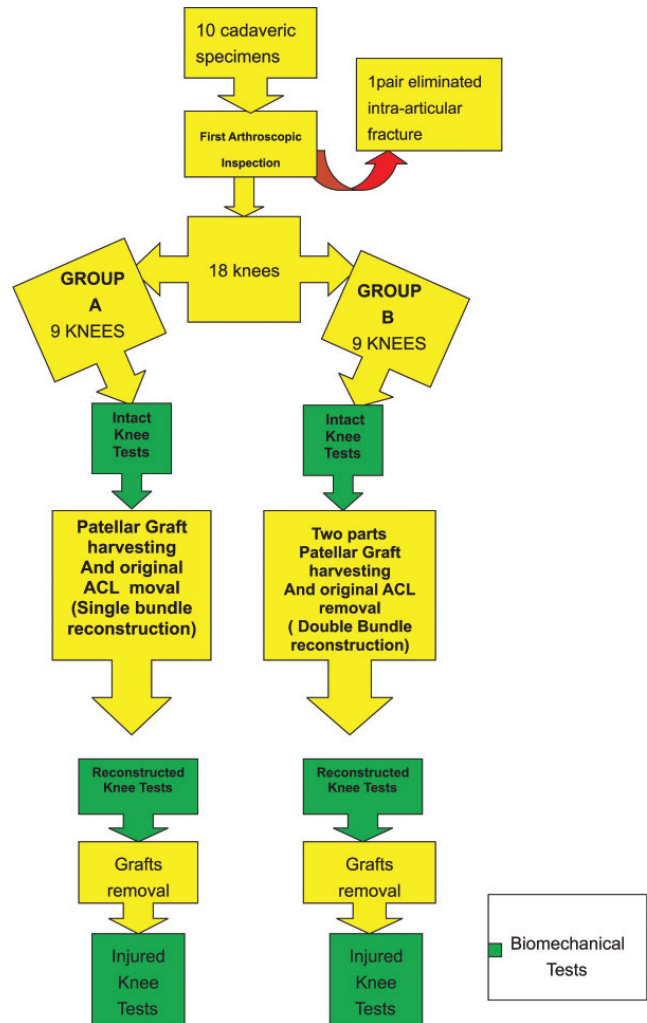 10 cadaveric
specimens
1pair eliminated
intra-articular
fracture
First Arthroscopic
Inspection
18 knees
GROUP
A
9 KNEES
GROUP
B
9 KNEES
Intact
Knee
Tests
Intact
Knee
Tests
Patellar Graft
harvesting
And original
ACL moval
(Single bundle
reconstruction)
Two parts
Patellar Graft
harvesting
And original ACL
removal
( Double Bundle
reconstruction)
Reconstructed
Knee Tests
Reconstructed
Knee Tests
Grafts
removal
Grafts
removal
Injured
Knee
Tests
Injured
Knee
Tests
Biomechanical
Tests